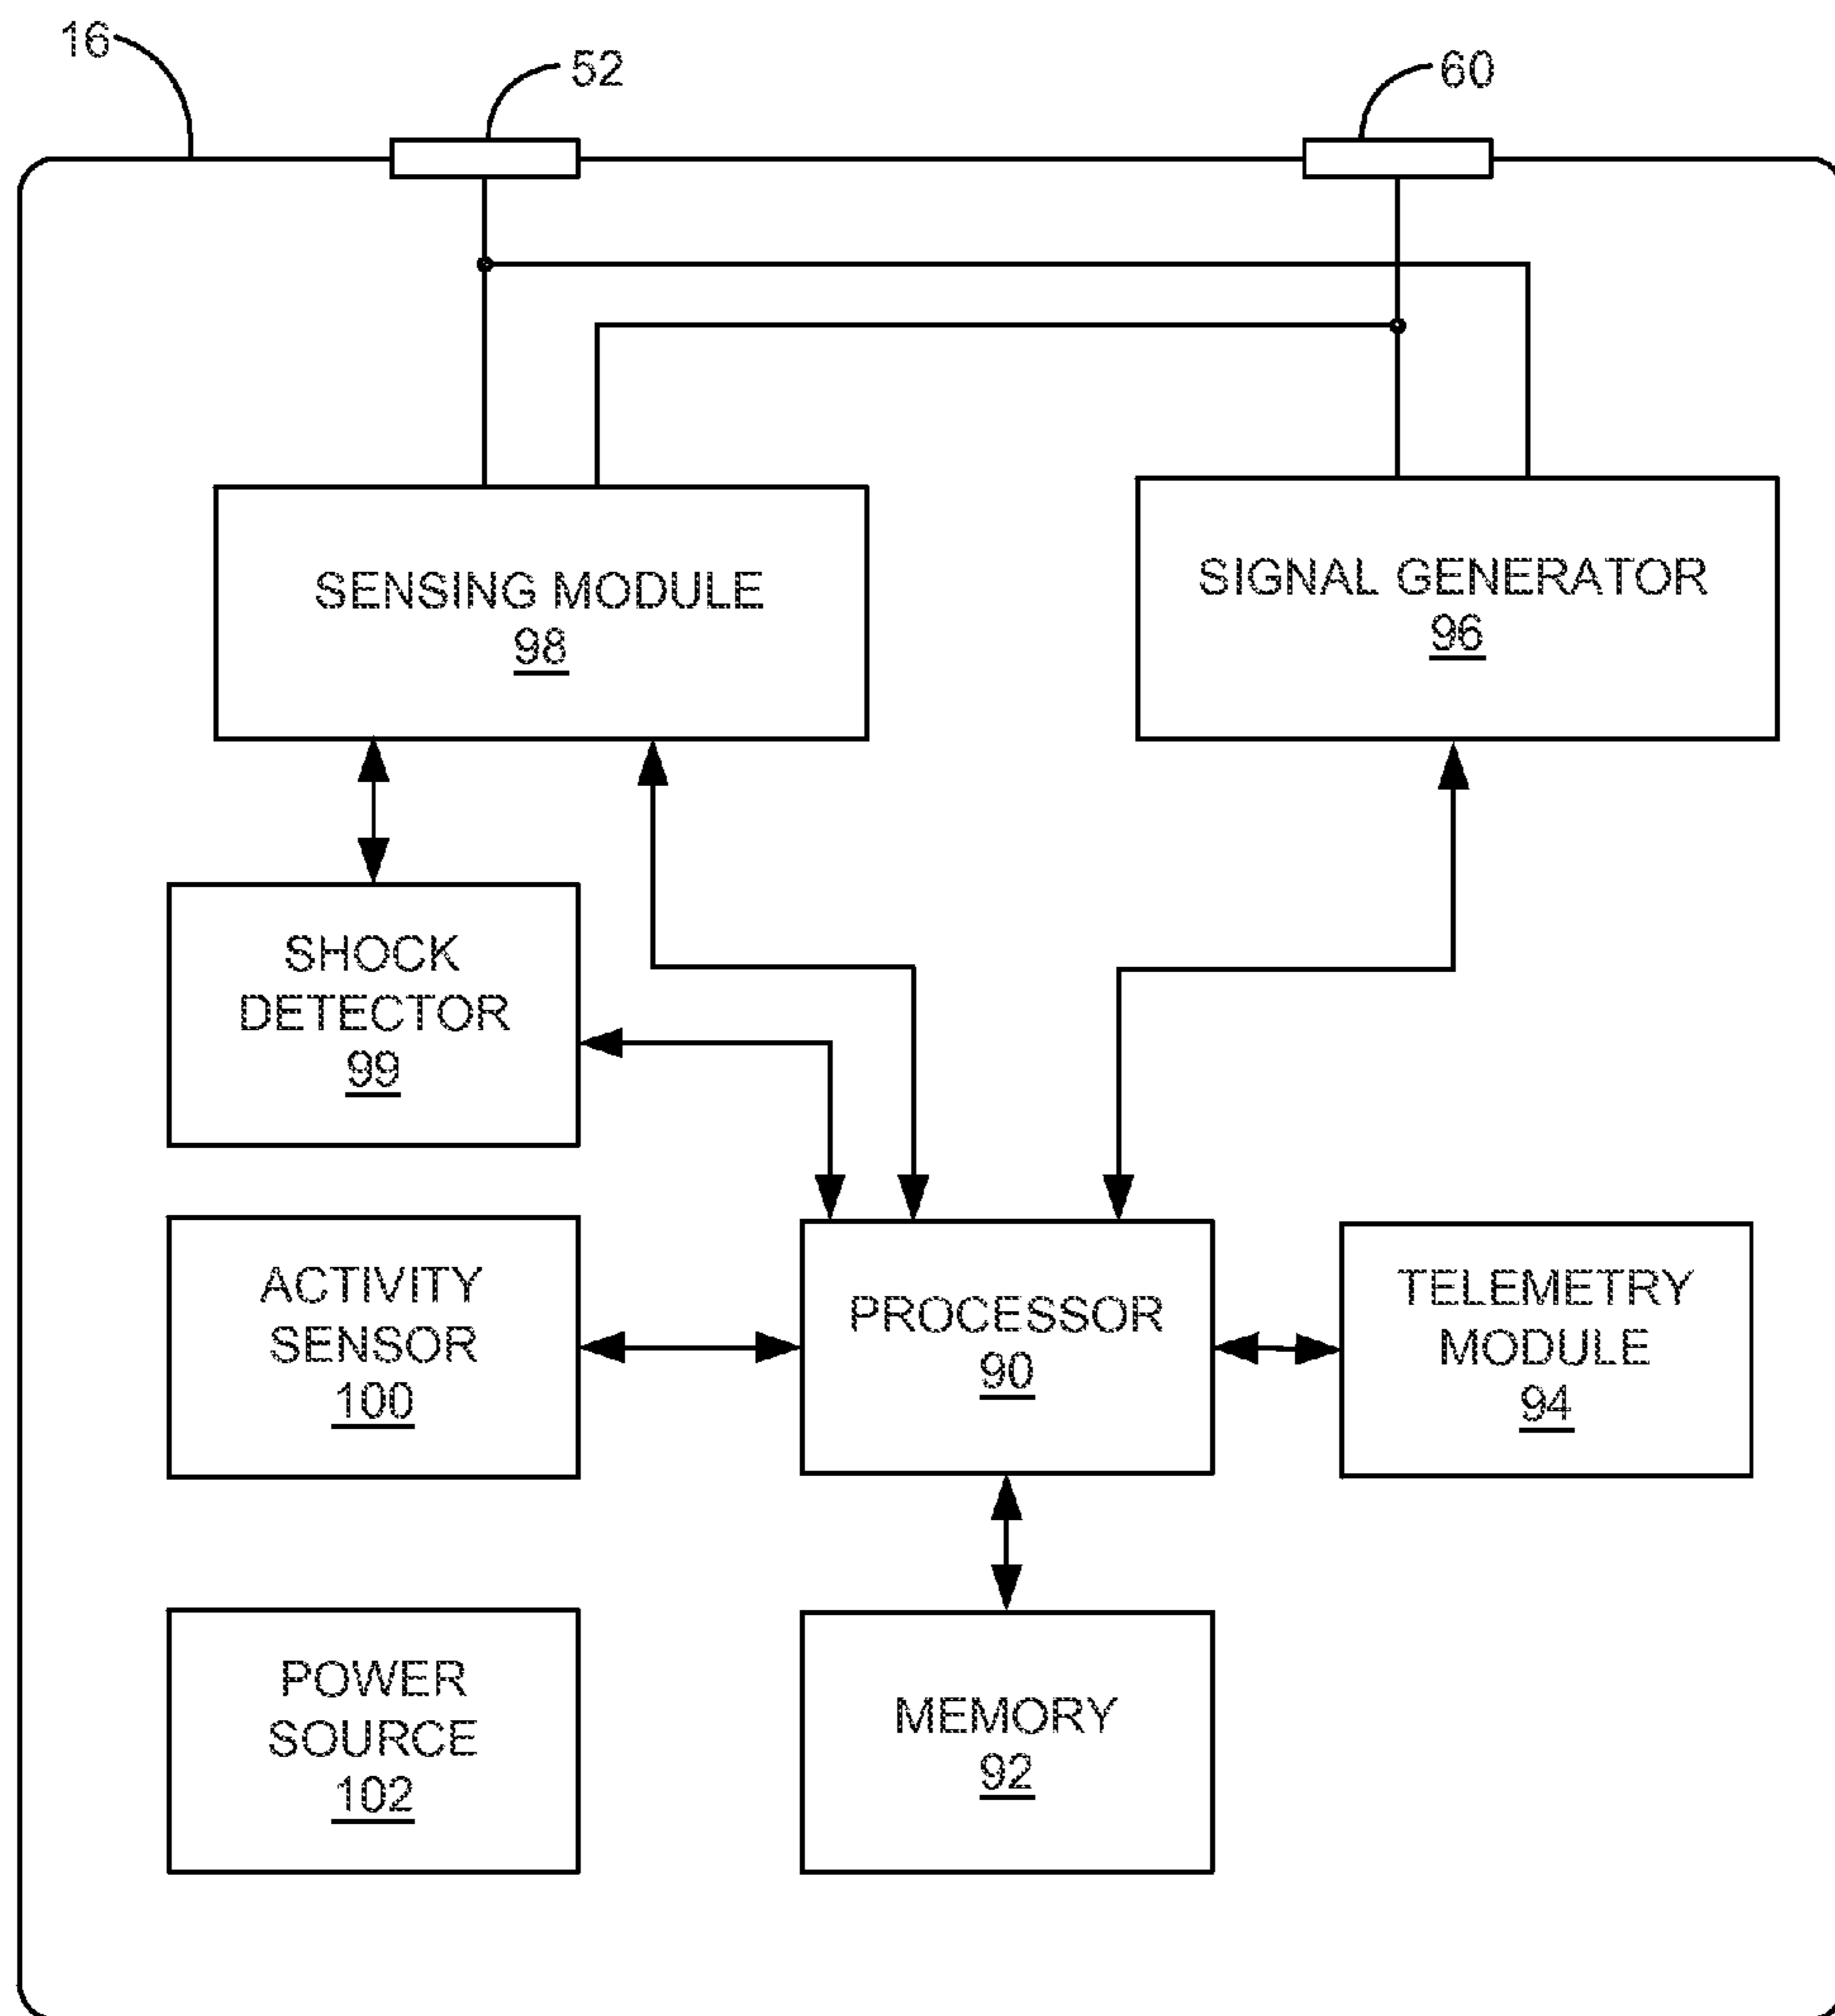 16
52
60
SENSING MODULE
98
SIGNAL GENERATOR
96
SHOCK
DETECTOR
99
ACTIVITY
SENSOR
100
PROCESSOR
90
TELEMETRY
MODULE
94
POWER
SOURCE
102
MEMORY
92